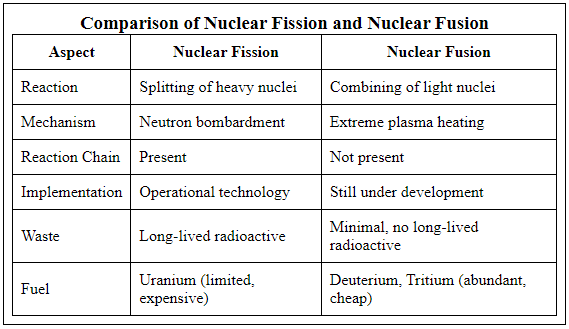 Comparison of Nuclear Fission and Nuclear Fusion
Aspect Nuclear Fission Nuclear Fusion
Reaction Splitting of heavy nuclei Combining of light nuclei
Mechanism Neutron bombardment Extreme plasma heating
Reaction Chain Present Not present
Implementation Operational technology Still under development
Waste Long-lived radioactive Minimal, no long-lived
radioactive
Fuel Uranium (limited,
expensive) Deuterium, Tritium (abundant,
cheap)